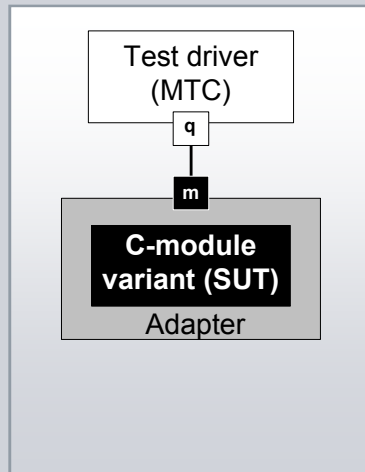 Test driver
(MTC)
q
m
C-module
variant (SUT)
Adapter